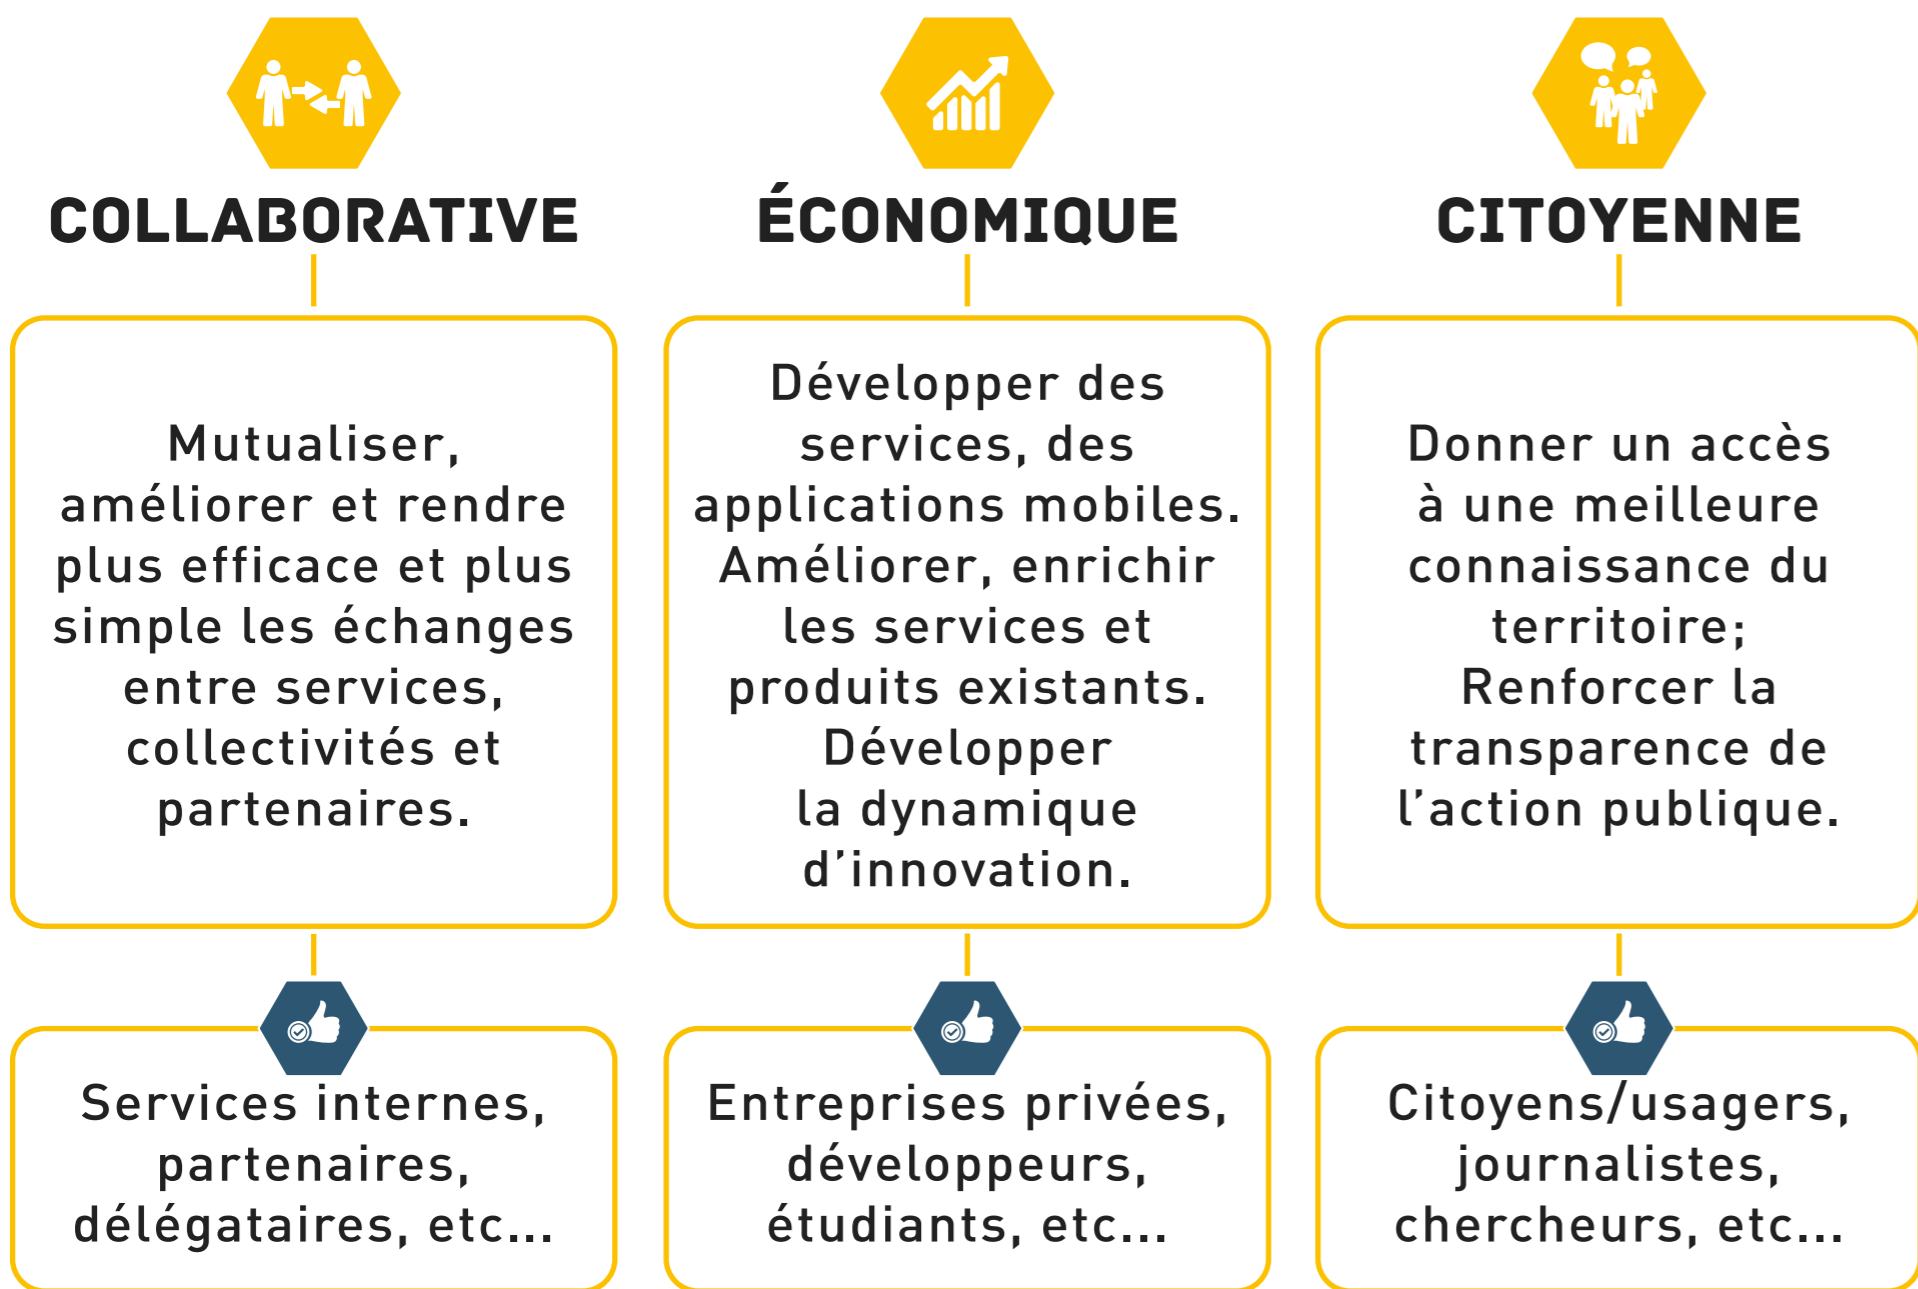 COLLABORATIVE
Mutualiser,
améliorer et rendre
plus efficace et plus
simple les échanges
entre services,
collectivités et
partenaires.
Services internes,
partenaires,
délégataires, etc...
ÉCONOMIQUE
Développer des
services, des
applications mobiles.
Améliorer, enrichir
les services et
produits existants.
Développer
la dynamique
d’innovation.
Entreprises privées,
développeurs,
étudiants, etc...
CITOYENNE
Donner un accès
à une meilleure
connaissance du
territoire;
Renforcer la
transparence de
l’action publique.
Citoyens/usagers,
journalistes,
chercheurs, etc...